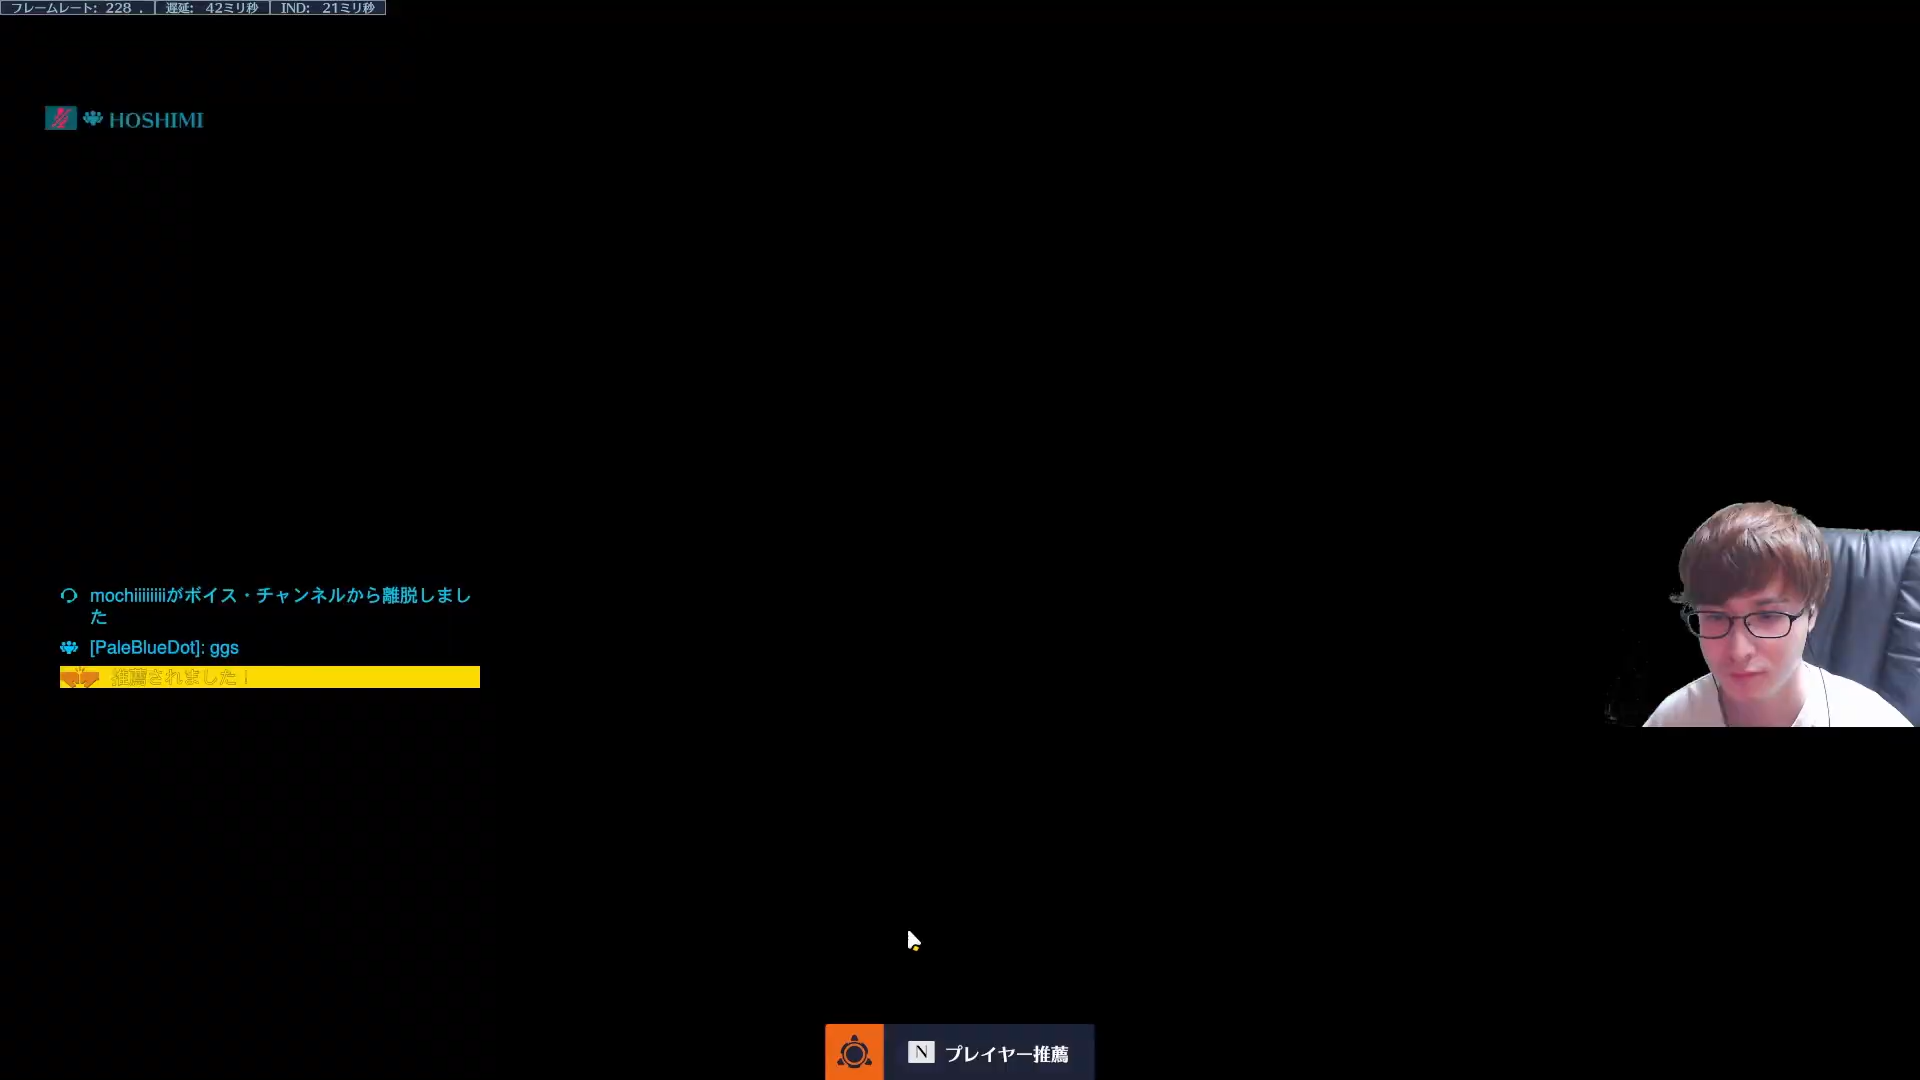 フレームレート: 228 . 遅延: 42ミリ秒 IND: 21ミリ秒
HOSHIMI
mochiiiiiiiiがボイス・チャンネルから離脱しまし
た
[PaleBlueDot]: ggs
推薦されました！
N プレイヤー推薦